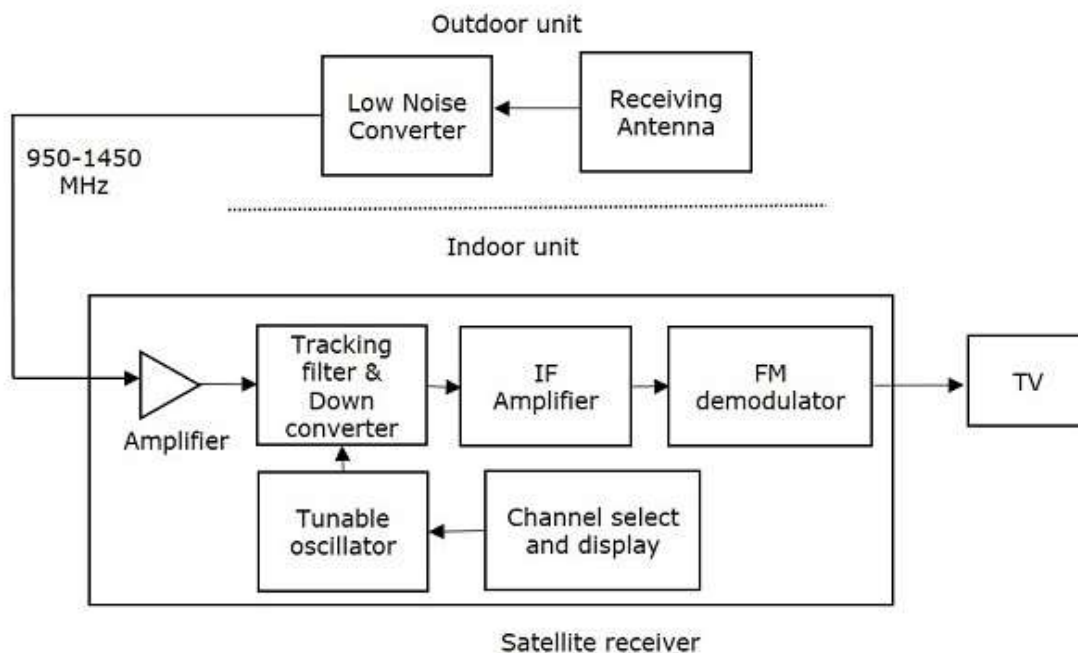 Outdoor unit
Low Noise
Converter
Receiving
Antenna
950-1450
MHz
Indoor unit
Amplifier
Tracking
filter &
Down
converter
IF
Amplifier
FM
demodulator
TV
Tunable
oscillator
Channel select
and display
Satellite receiver